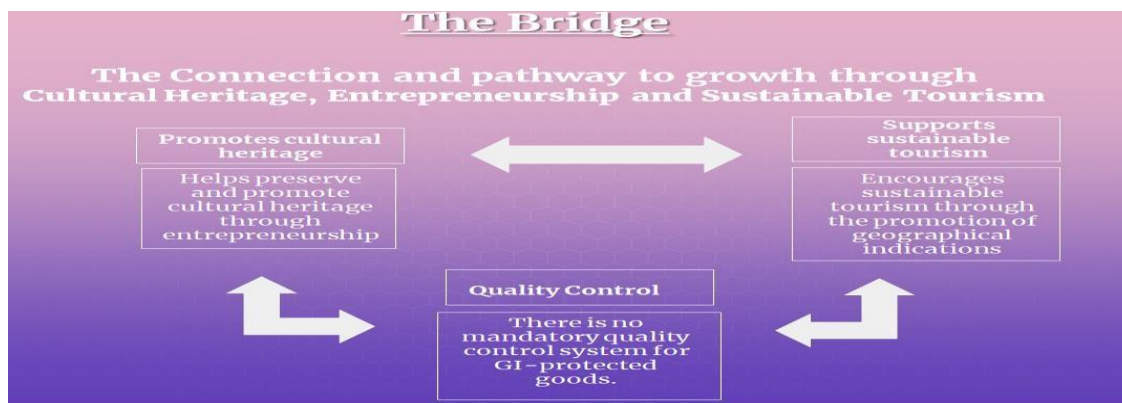 The Bridge
The Connection and pathway to growth through
Cultural Heritage, Entrepreneurship and Sustainable Tourism
Promotes cultural
heritage
Helps preserve
and promote
cultural heritage
through
entrepreneurship
Supports
sustainable
tourism
Encourages
sustainable
tourism through
the promotion of
geographical
indications
Quality Control
There is no
mandatory quality
control system for
GI-protected
goods.